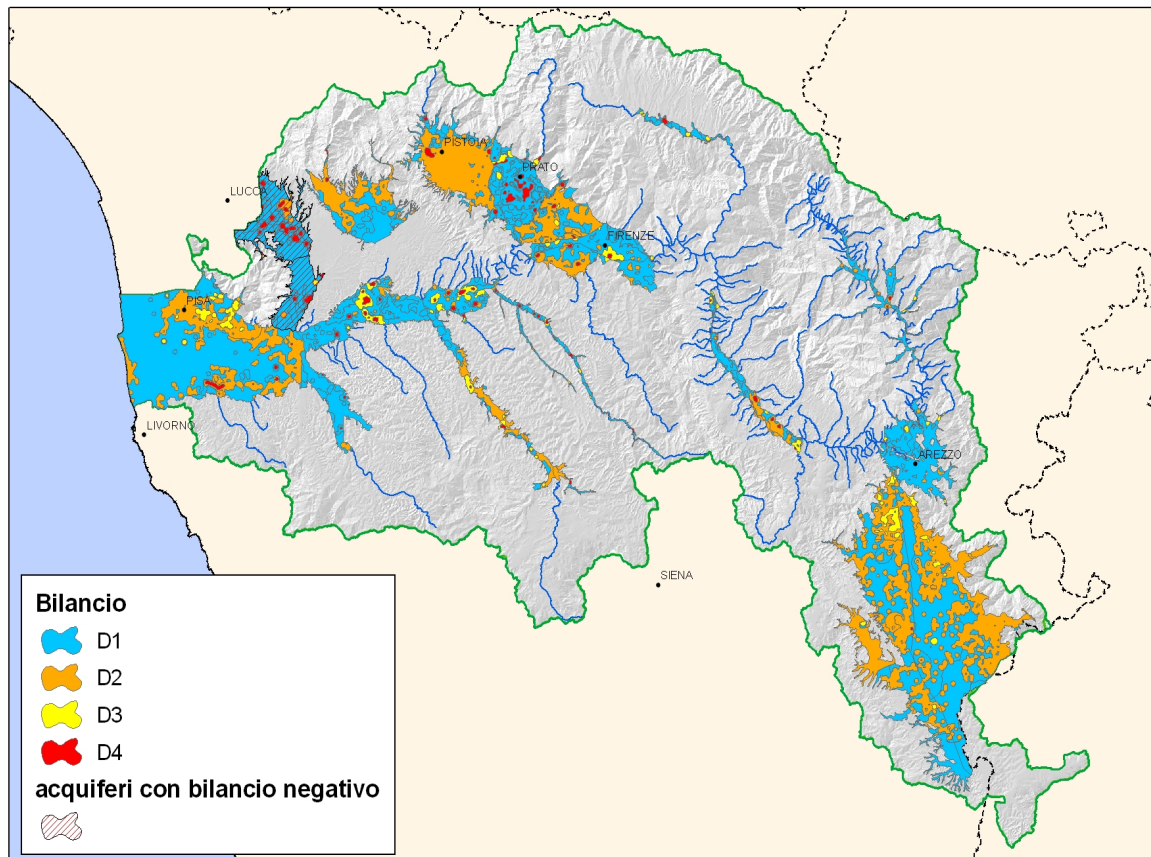 PISTOIA
PRATO
LUCCA
FIRENZE
PISA
LIVORNO
AREZZO
SIENA
Bilancio
D1
D2
D3
D4
acquiferi con bilancio negativo